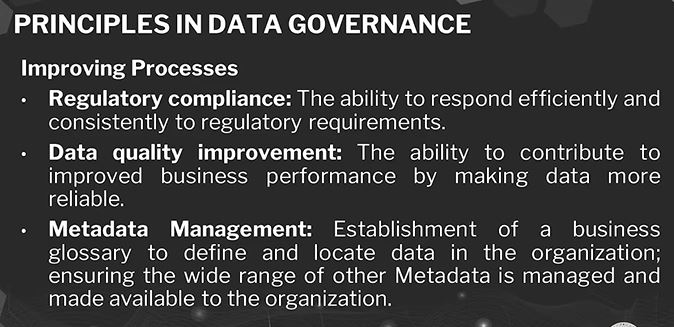 PRINCIPLES IN DATA GOVERNANCE
Improving Processes
• Regulatory compliance: The ability to respond efficiently and
consistently to regulatory requirements.
• Data quality improvement: The ability to contribute to
improved business performance by making data more
reliable.
• Metadata Management: Establishment of a business
glossary to define and locate data in the organization;
ensuring the wide range of other Metadata is managed and
made available to the organization.